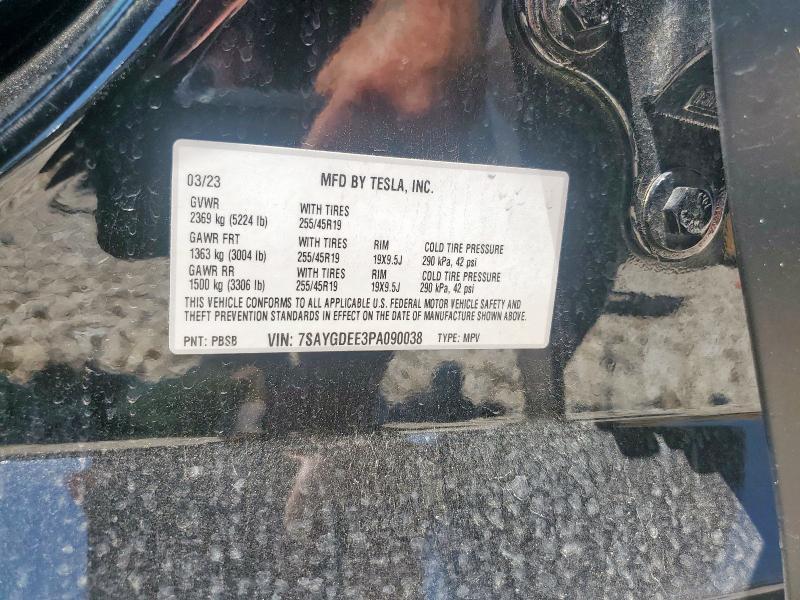 03/23 MFD BY TESLA, INC.
GVWR
2369 kg (5224 lb) WITH TIRES 255/45R19
GAWR FRT WITH TIRES RIM COLD TIRE PRESSURE
1363 kg (3004 lb) 255/45R19 19X9.5J 290 kPa, 42 psi
GAWR RR WITH TIRES RIM COLD TIRE PRESSURE
1500 kg (3306 lb) 255/45R19 19X9.5J 290 kPa, 42 psi
THIS VEHICLE CONFORMS TO ALL APPLICABLE U.S. FEDERAL MOTOR VEHICLE SAFETY AND
THEFT PREVENTION STANDARDS IN EFFECT ON THE DATE OF MANUFACTURE SHOWN ABOVE.
PNT: PBSB VIN: 7SAYGDEE3PA090038 TYPE: MPV